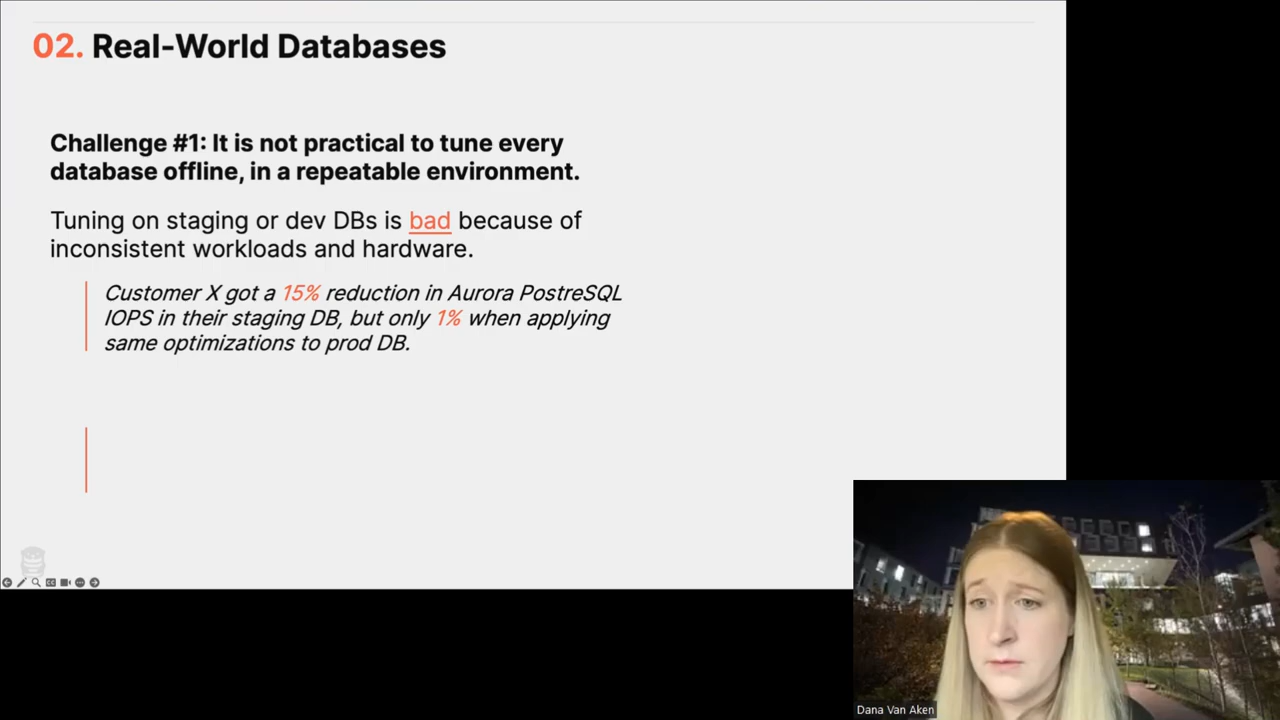 02. Real-World Databases
Challenge #1: It is not practical to tune every
database offline, in a repeatable environment.
Tuning on staging or dev DBs is bad because of
inconsistent workloads and hardware.
Customer X got a 15% reduction in Aurora PostreSQL
IOPS in their staging DB, but only 1% when applying
same optimizations to prod DB.
Dana Van Aken